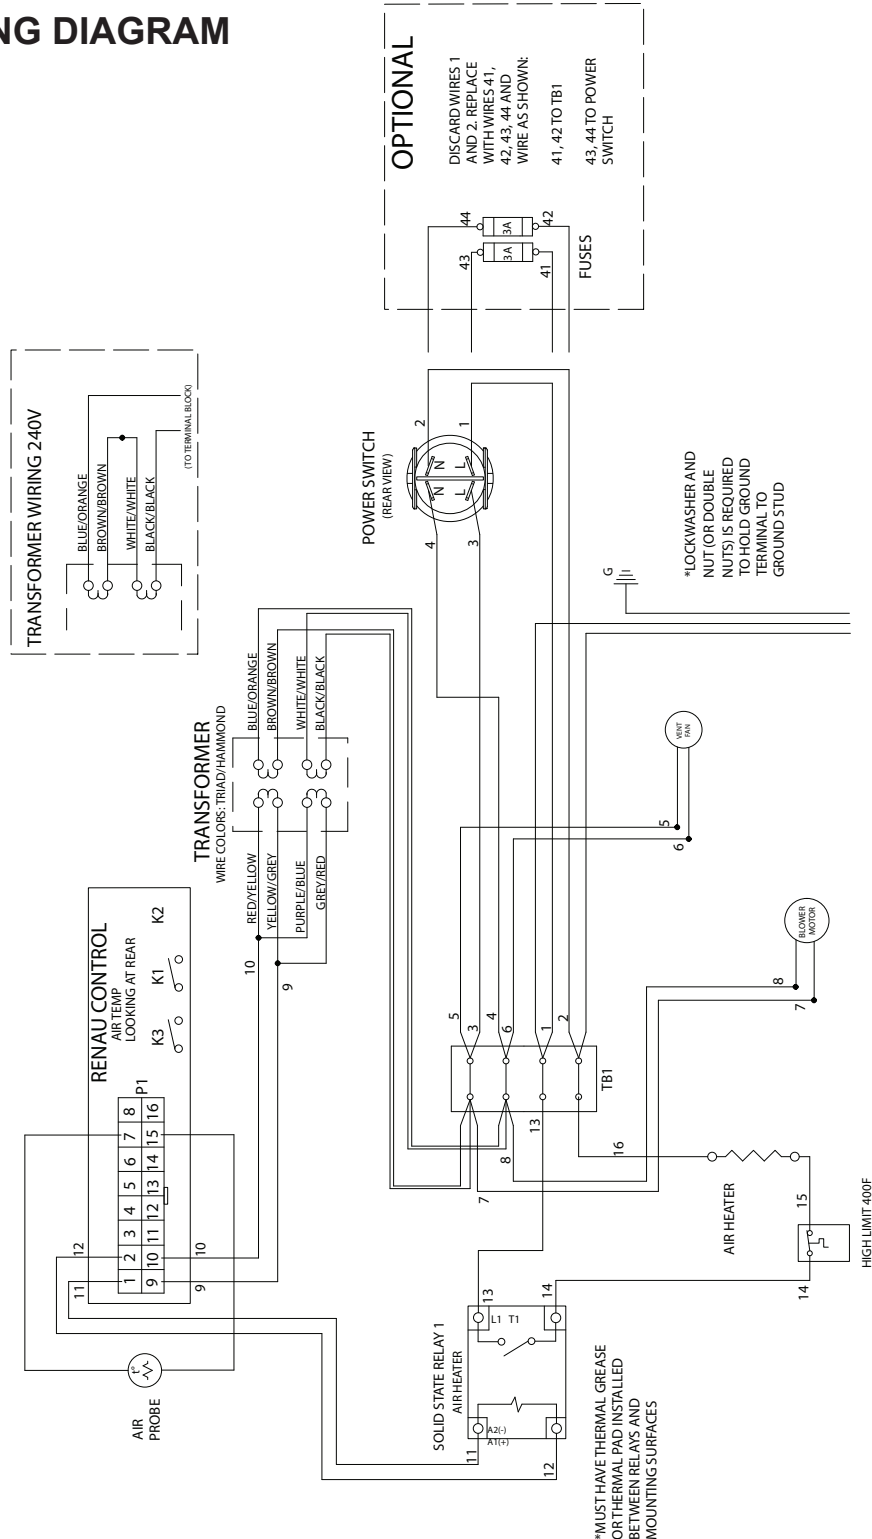 NG DIAGRAM
OPTIONAL
DISCARD WIRES 1
AND 2. REPLACE
WITH WIRES 41,
42, 43, 44 AND
WIRE AS SHOWN:
41, 42 TO TB1
43, 44 TO POWER
SWITCH
44
42
3A
43
41
3A
FUSES
TRANSFORMER WIRING 240V
BLUE/ORANGE
BROWN/BROWN
WHITE/WHITE
BLACK/BLACK
(TO TERMINAL BLOCK)
POWER SWITCH
(REAR VIEW)
2
1
N
L
N
L
4
3
*LOCKWASHER AND
NUT (OR DOUBLE
NUTS) IS REQUIRED
TO HOLD GROUND
TERMINAL TO
GROUND STUD
G
TRANSFORMER
WIRE COLORS: TRIAD/HAMMOND
BLUE/ORANGE
BROWN/BROWN
WHITE/WHITE
BLACK/BLACK
RED/YELLOW
YELLOW/GREY
PURPLE/BLUE
GREY/RED
10
9
VENT
FAN
5
6
BLOWER
MOTOR
8
7
RENAU CONTROL
AIR TEMP
LOOKING AT REAR
K3
K1
K2
P1
1 2 3 4 5 6 7 8
9 10 11 12 13 14 15 16
12
11
10
9
5
3
4
6
1
2
TB1
13
16
8
7
AIR HEATER
15
HIGH LIMIT 400F
14
AIR
PROBE
t°
SOLID STATE RELAY 1
AIR HEATER
13
14
L1 T1
A2(-)
A1(+)
11
12
*MUST HAVE THERMAL GREASE
OR THERMAL PAD INSTALLED
BETWEEN RELAYS AND
MOUNTING SURFACES